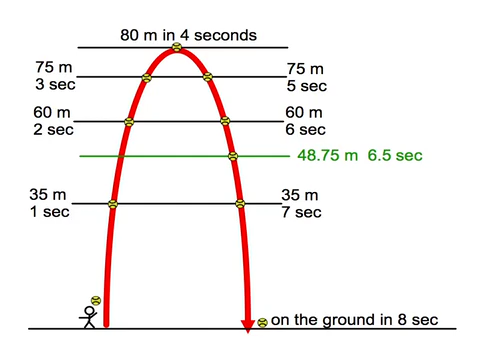 80 m in 4 seconds
75 m
3 sec
75 m
5 sec
60 m
2 sec
60 m
6 sec
48.75 m  6.5 sec
35 m
1 sec
35 m
7 sec
on the ground in 8 sec